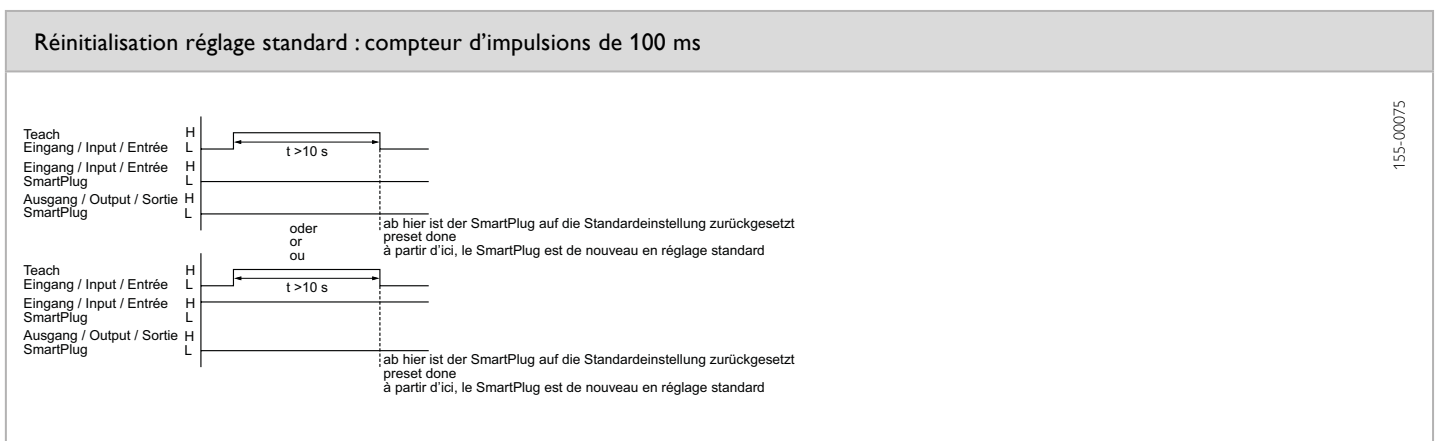 Réinitialisation réglage standard : compteur d’impulsions de 100 ms
155-00075
Teach H
Eingang / Input / Entrée L
t >10 s
Eingang / Input / Entrée H
SmartPlug L
Ausgang / Output / Sortie H
SmartPlug L
oder
or
ou
ab hier ist der SmartPlug auf die Standardeinstellung zurückgesetzt
preset done
à partir d’ici, le SmartPlug est de nouveau en réglage standard
Teach H
Eingang / Input / Entrée L
t >10 s
Eingang / Input / Entrée H
SmartPlug L
Ausgang / Output / Sortie H
SmartPlug L
ab hier ist der SmartPlug auf die Standardeinstellung zurückgesetzt
preset done
à partir d’ici, le SmartPlug est de nouveau en réglage standard